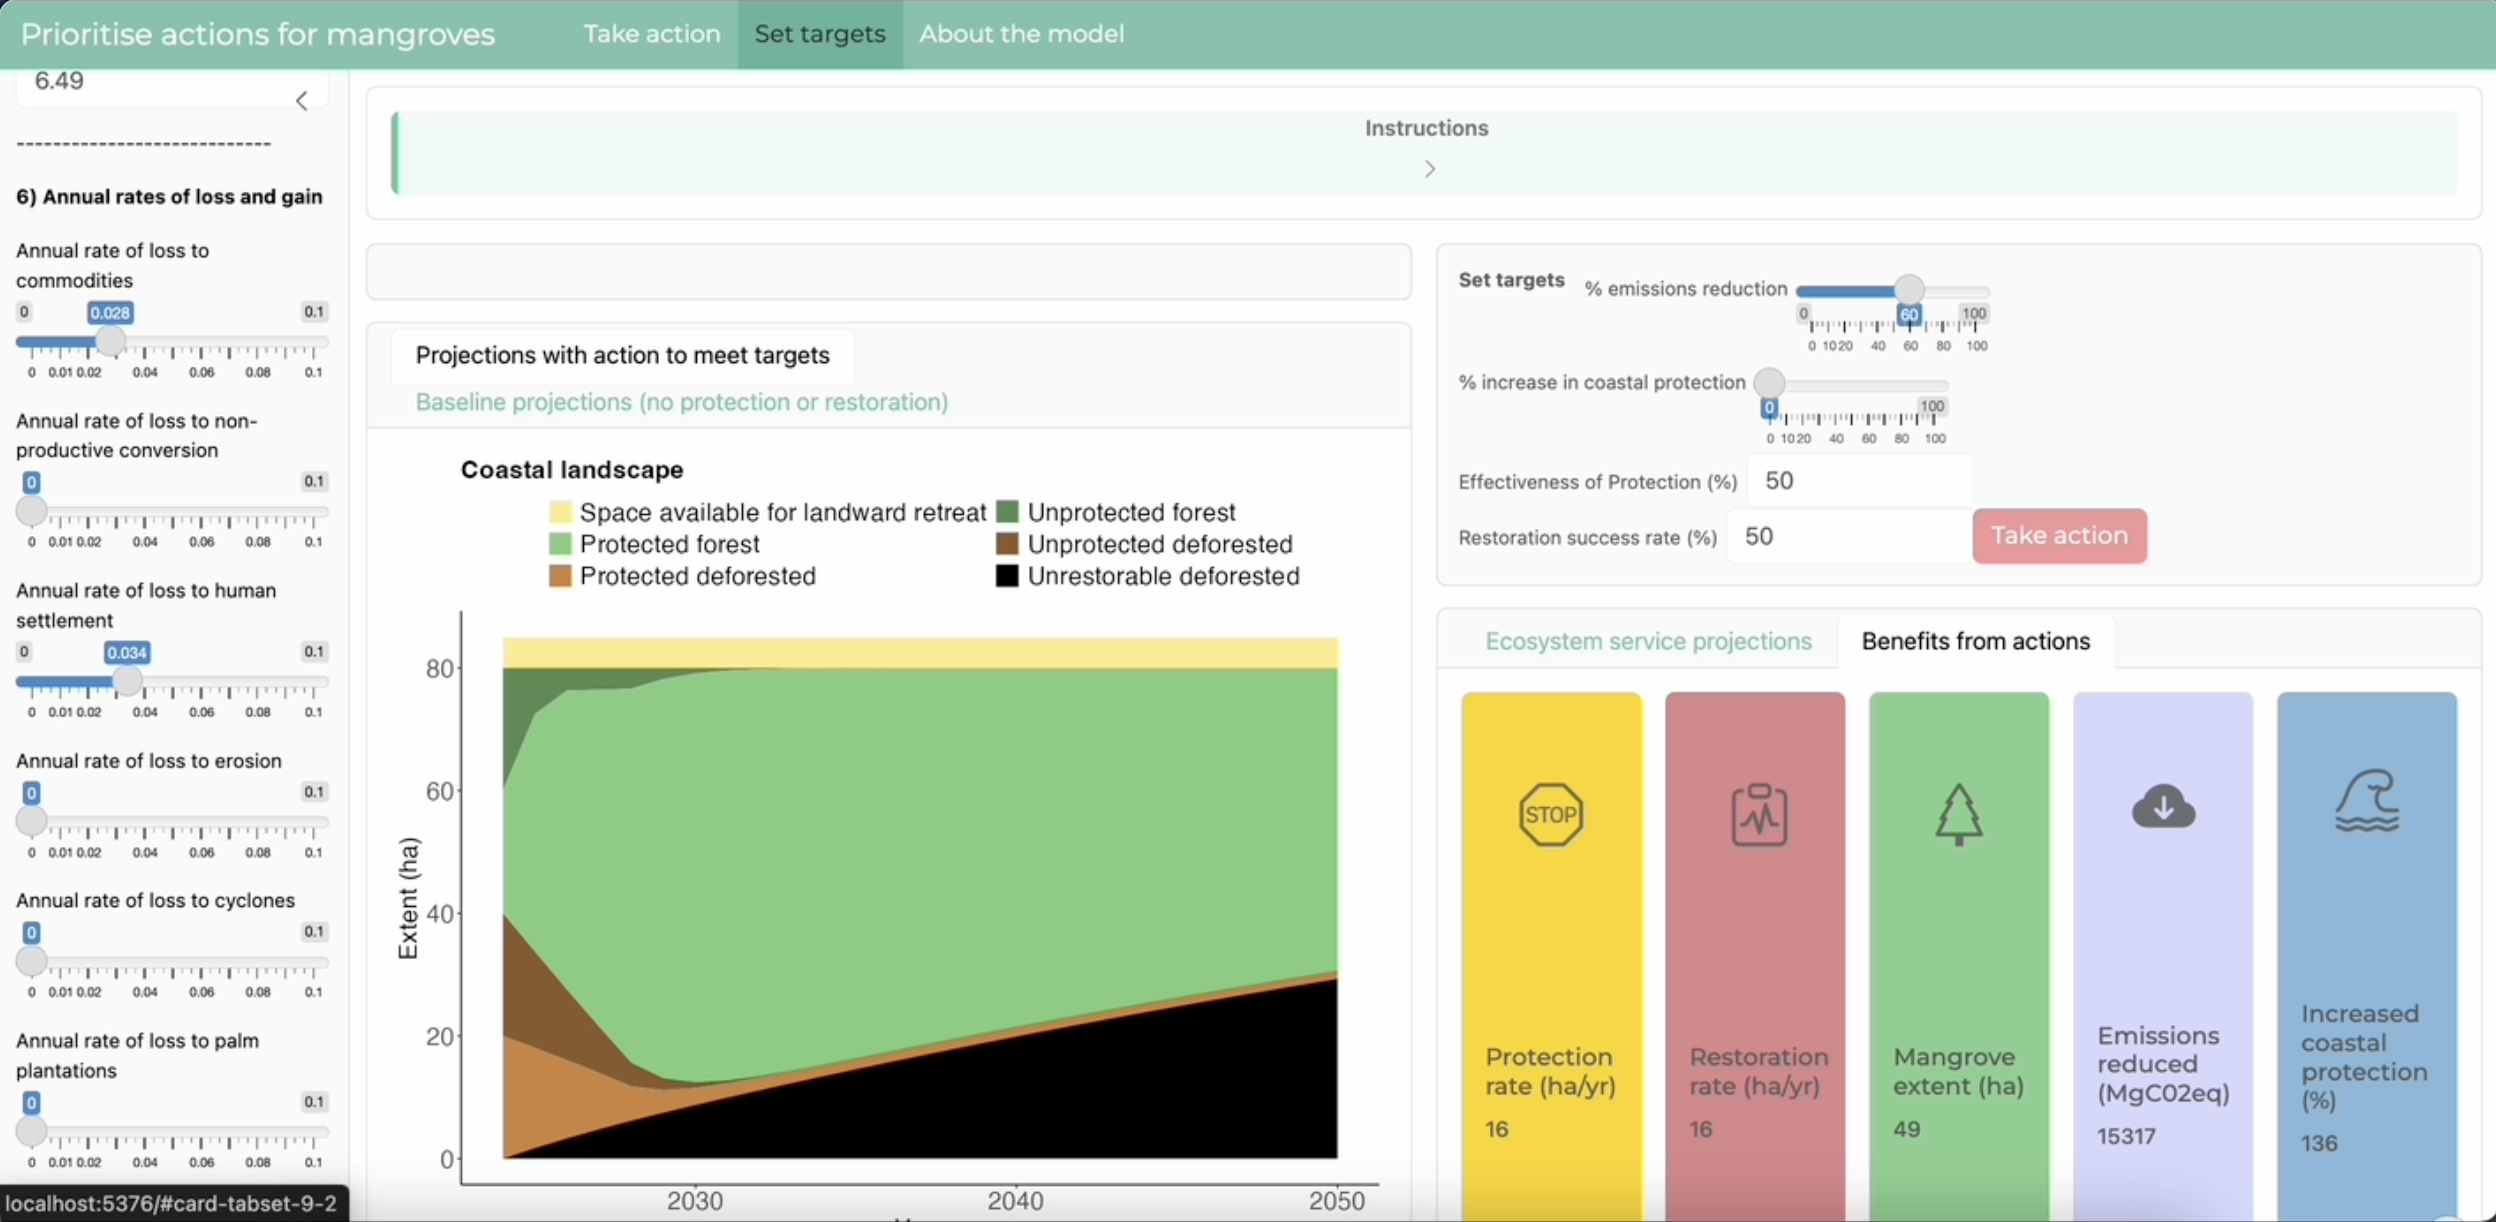 Prioritise actions for mangroves
Take action
Set targets
About the model
6.49
----------------------------
6) Annual rates of loss and gain
Annual rate of loss to
commodities
0 0.028 0.1
0 0.01 0.02 0.04 0.06 0.08 0.1
Annual rate of loss to non-
productive conversion
0 0.1
0 0.01 0.02 0.04 0.06 0.08 0.1
Annual rate of loss to human
settlement
0 0.034 0.1
0 0.01 0.02 0.04 0.06 0.08 0.1
Annual rate of loss to erosion
0 0.1
0 0.01 0.02 0.04 0.06 0.08 0.1
Annual rate of loss to cyclones
0 0.1
0 0.01 0.02 0.04 0.06 0.08 0.1
Annual rate of loss to palm
plantations
0 0.1
0 0.01 0.02 0.04 0.06 0.08 0.1
localhost:5376/#card-tabset-9-2
Instructions
Projections with action to meet targets
Baseline projections (no protection or restoration)
Coastal landscape
Space available for landward retreat
Unprotected forest
Protected forest
Unprotected deforested
Protected deforested
Unrestorable deforested
Extent (ha)
80
60
40
20
0
2030 2040 2050
Set targets
% emissions reduction
0 60 100
0 10 20 40 60 80 100
% increase in coastal protection
0 100
0 10 20 40 60 80 100
Effectiveness of Protection (%) 50
Restoration success rate (%) 50
Take action
Ecosystem service projections
Benefits from actions
STOP
Protection
rate (ha/yr)
16
Restoration
rate (ha/yr)
16
Mangrove
extent (ha)
49
Emissions
reduced
(MgC02eq)
15317
Increased
coastal
protection
(%)
136